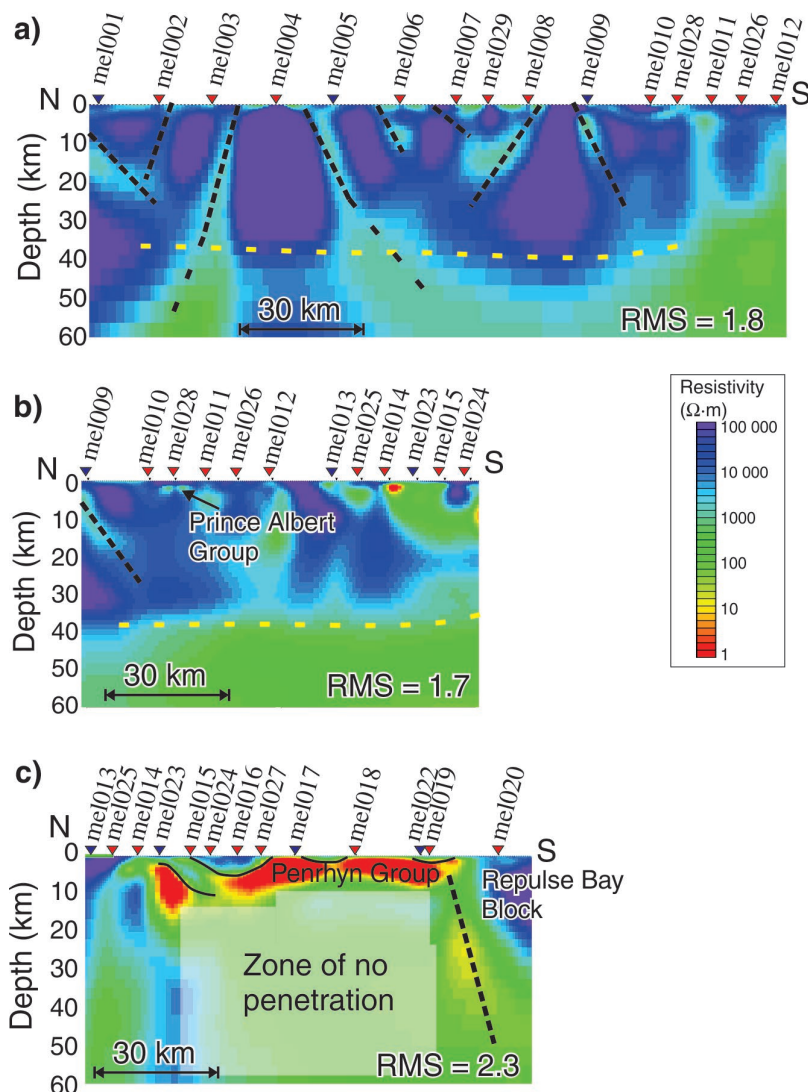 a)
mel001 mel002 mel003 mel004 mel005 mel006 mel007 mel029 mel008 mel009 mel010 mel028 mel011 mel026 mel012
N S
0
10
20
30
40
50
60
Depth (km)
30 km
RMS = 1.8
b)
mel009 mel010 mel028 mel011 mel026 mel012 mel013 mel025 mel014 mel023 mel015 mel024
N S
0
10
20
30
40
50
60
Depth (km)
Prince Albert
Group
30 km
RMS = 1.7
Resistivity
(Ω·m)
100 000
10 000
1000
100
10
1
c)
mel013 mel025 mel014 mel023 mel015 mel024 mel016 mel027 mel017 mel018 mel022 mel019 mel020
N S
0
10
20
30
40
50
60
Depth (km)
Penrhyn Group
Repulse Bay
Block
Zone of no
penetration
30 km
RMS = 2.3